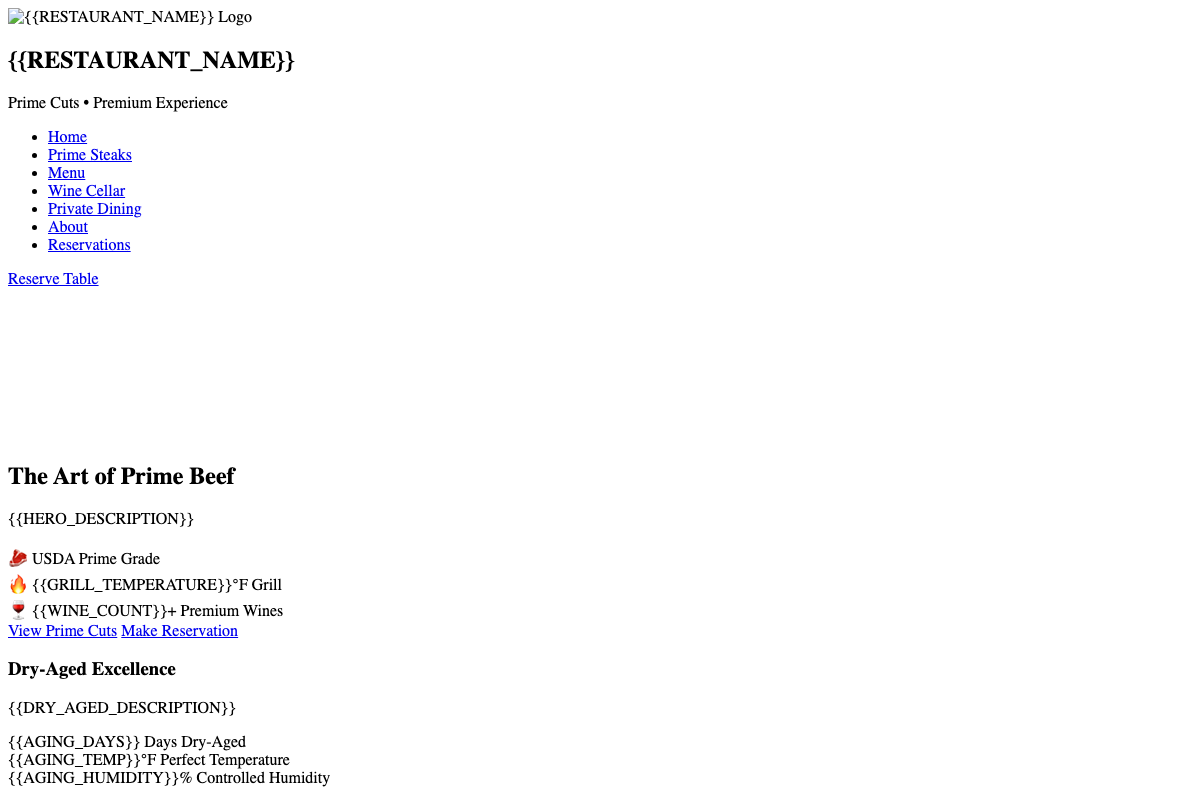 {{RESTAURANT_NAME}} Logo
{{RESTAURANT_NAME}}
Prime Cuts • Premium Experience
• Home
• Prime Steaks
• Menu
• Wine Cellar
• Private Dining
• About
• Reservations
Reserve Table
The Art of Prime Beef
{{HERO_DESCRIPTION}}
🥩 USDA Prime Grade
🔥 {{GRILL_TEMPERATURE}}°F Grill
🍷 {{WINE_COUNT}}+ Premium Wines
View Prime Cuts Make Reservation
Dry-Aged Excellence
{{DRY_AGED_DESCRIPTION}}
{{AGING_DAYS}} Days Dry-Aged
{{AGING_TEMP}}°F Perfect Temperature
{{AGING_HUMIDITY}}% Controlled Humidity